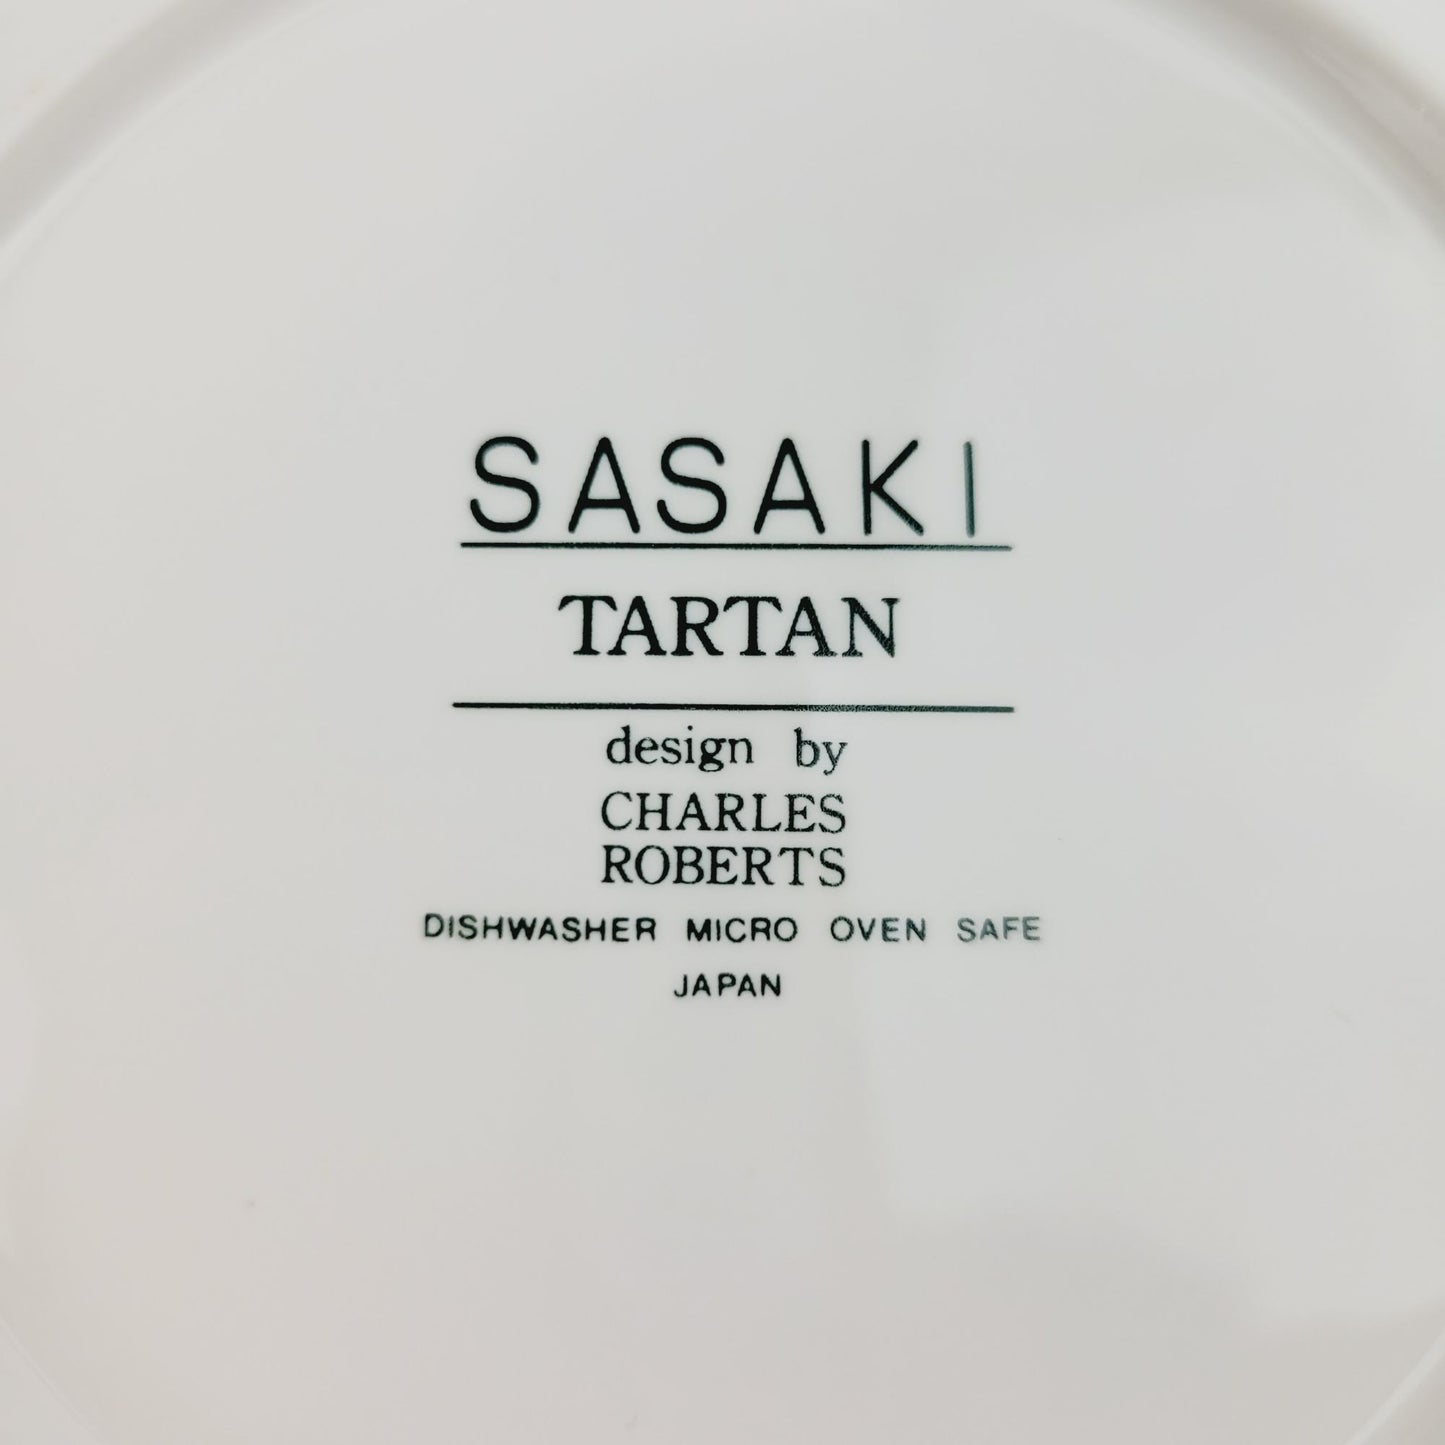 SASAKI
TARTAN
design by
CHARLES
ROBERTS
DISHWASHER MICRO OVEN SAFE
JAPAN